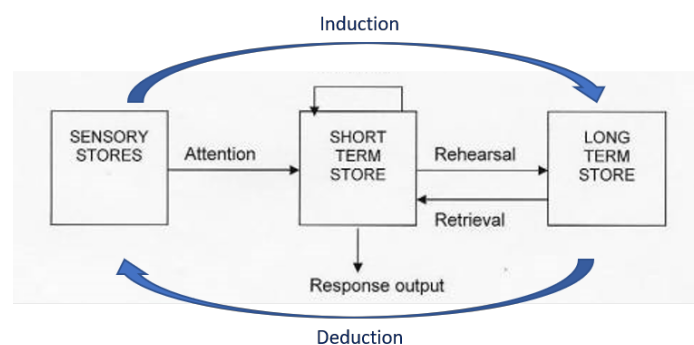 Induction
SENSORY
STORES
Attention
SHORT
TERM
STORE
Rehearsal
LONG
TERM
STORE
Retrieval
Response output
Deduction